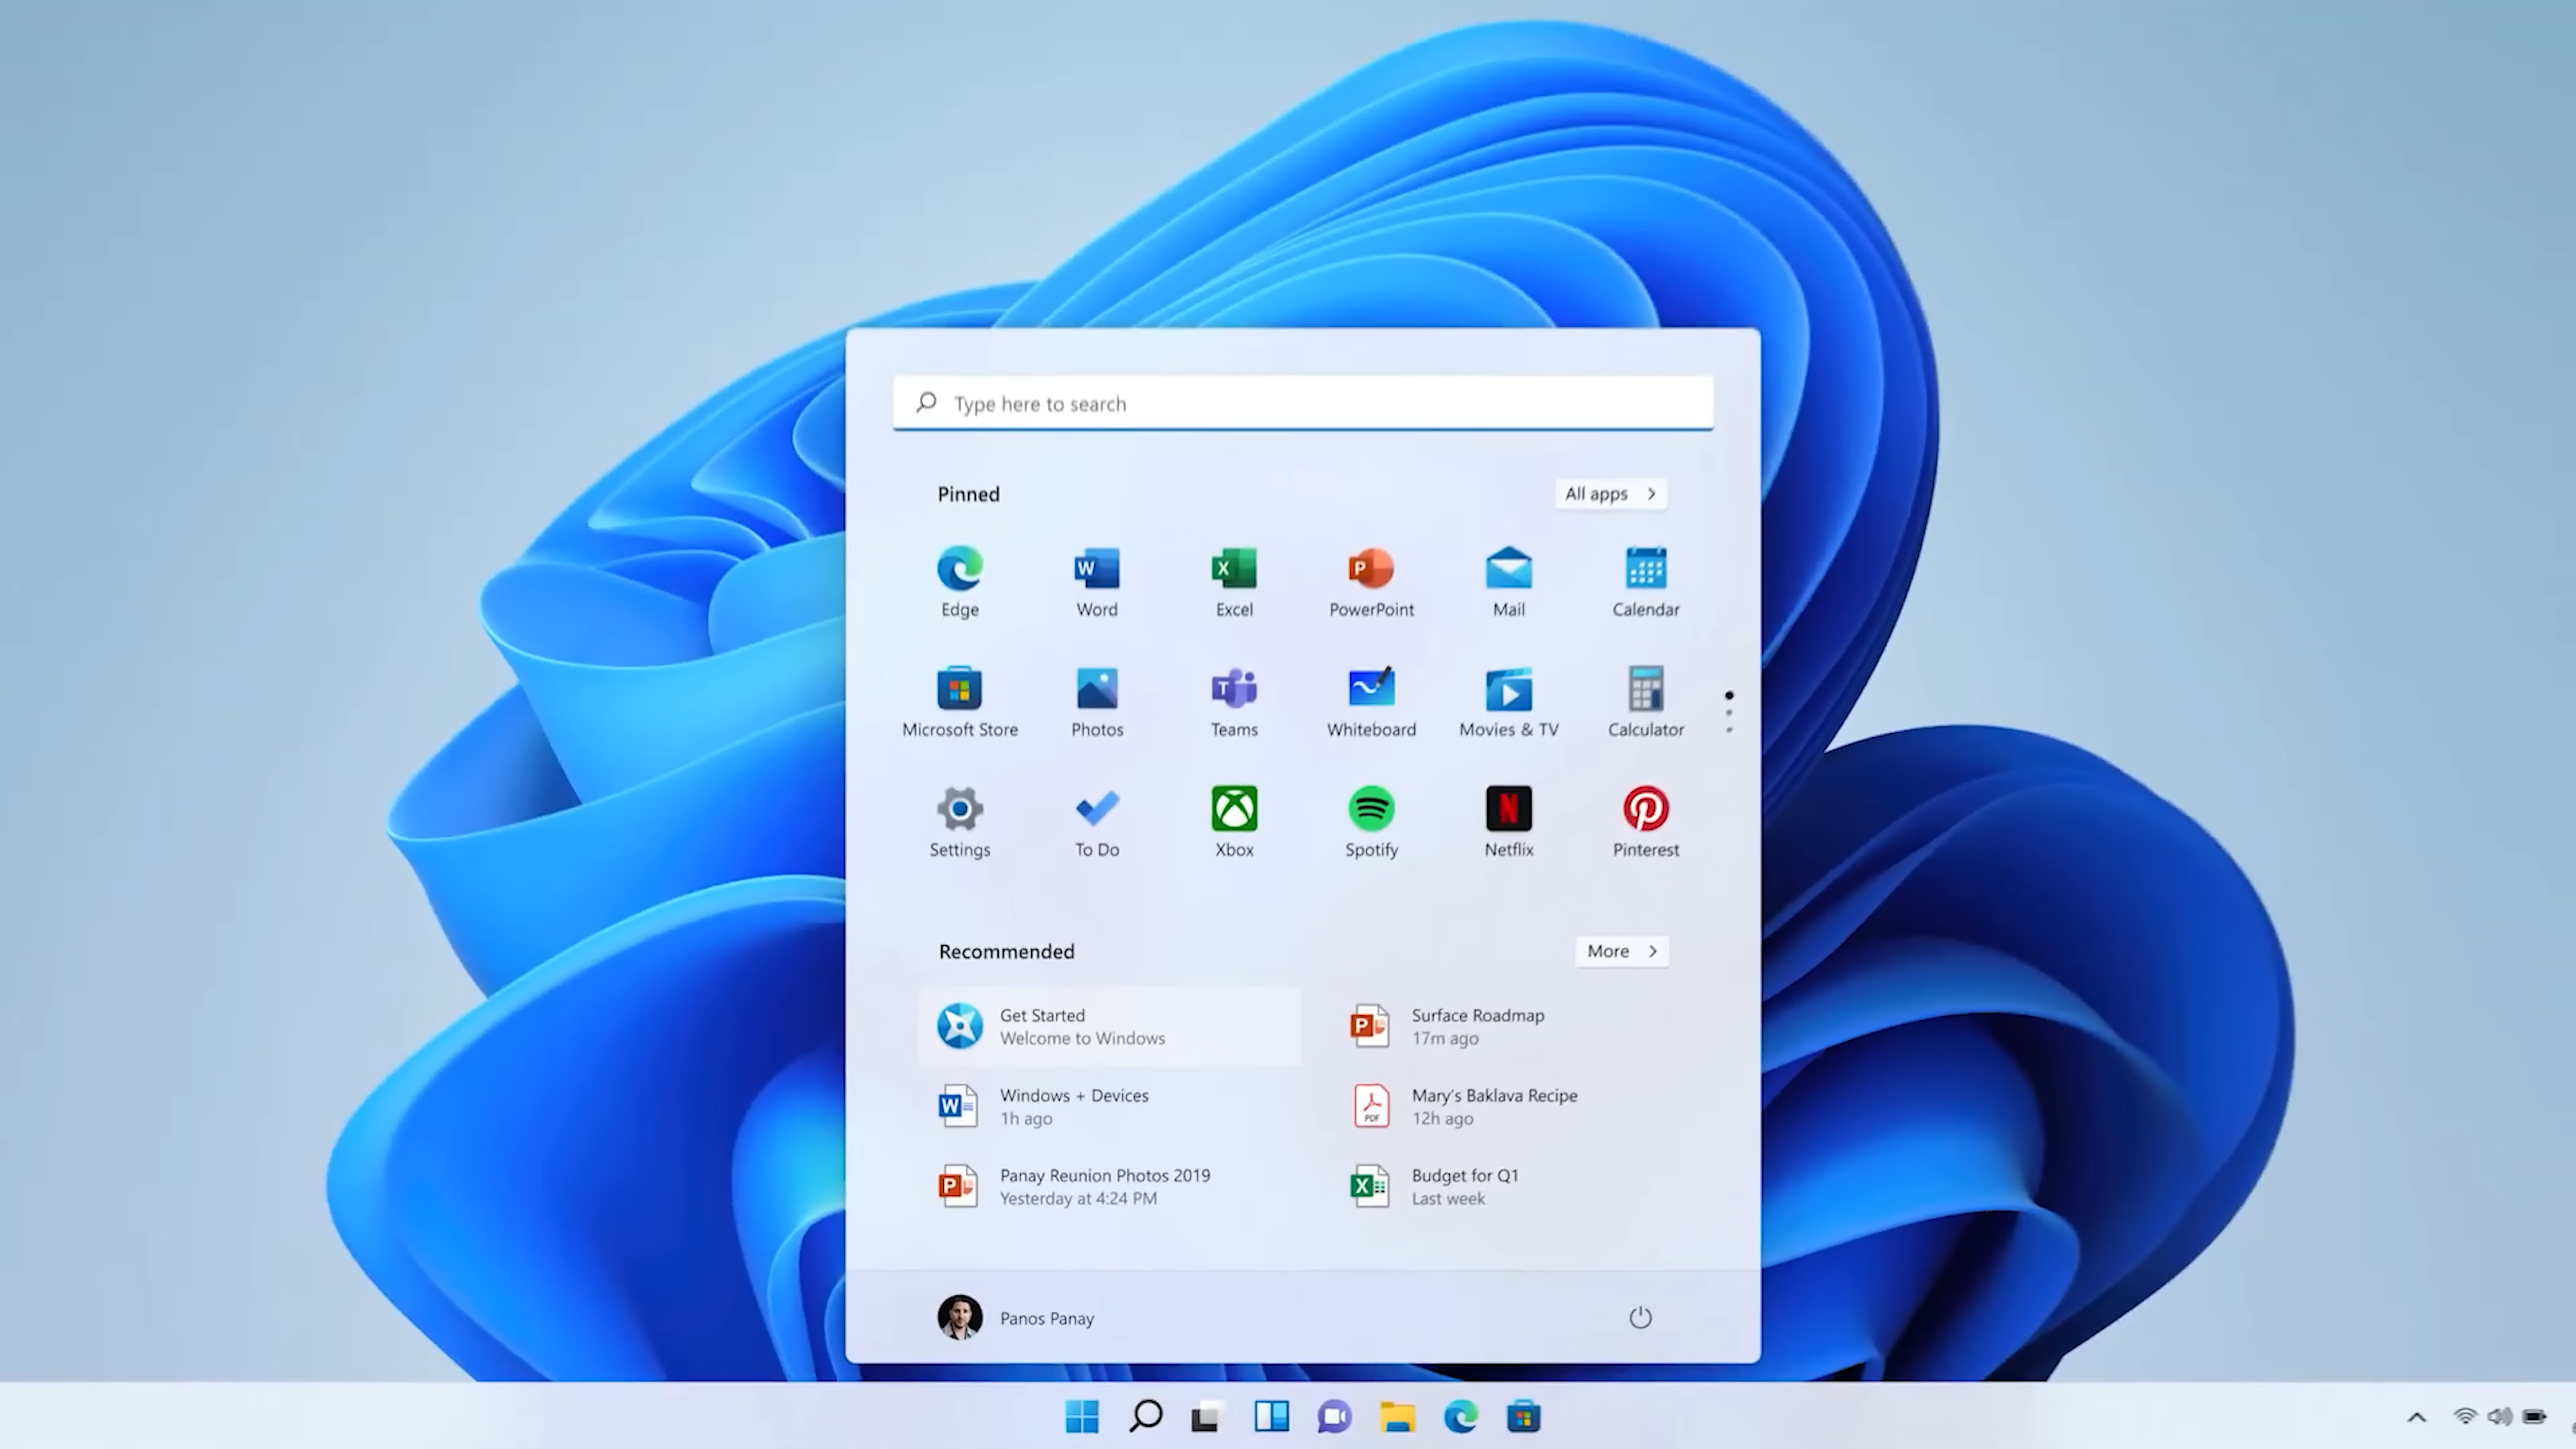 Type here to search
Pinned
All apps
Edge
Word
Excel
PowerPoint
Mail
Calendar
Microsoft Store
Photos
Teams
Whiteboard
Movies & TV
Calculator
Settings
To Do
Xbox
Spotify
Netflix
Pinterest
Recommended
More
Get Started
Welcome to Windows
Surface Roadmap
17m ago
Windows + Devices
1h ago
Mary's Baklava Recipe
12h ago
PDF
Panay Reunion Photos 2019
Yesterday at 4:24 PM
Budget for Q1
Last week
Panos Panay